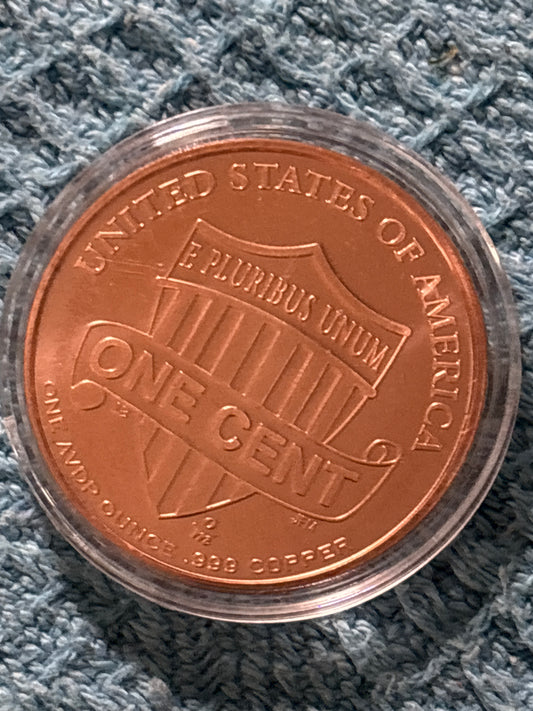 UNITED STATES OF AMERICA
E PLURIBUS UNUM
ONE CENT
ONE AVDP OUNCE .999 COPPER